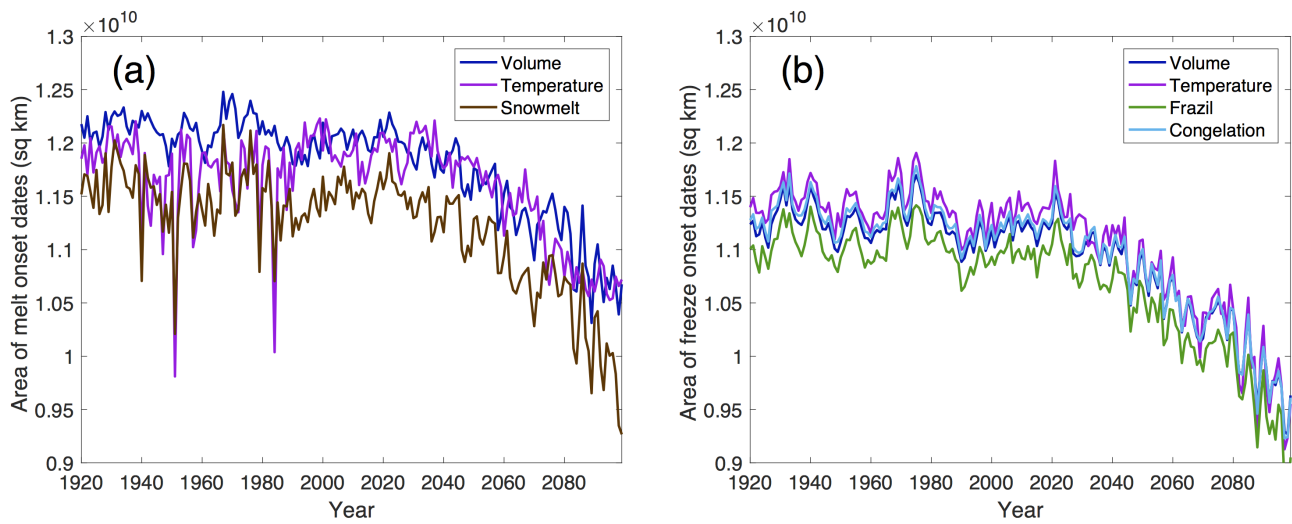 ×10^10
1.3
1.25
1.2
1.15
1.1
1.05
1
0.95
0.9
1920 1940 1960 1980 2000 2020 2040 2060 2080
Year
Area of melt onset dates (sq km)
(a)
Volume
Temperature
Snowmelt
×10^10
1.3
1.25
1.2
1.15
1.1
1.05
1
0.95
0.9
1920 1940 1960 1980 2000 2020 2040 2060 2080
Year
Area of freeze onset dates (sq km)
(b)
Volume
Temperature
Frazil
Congelation